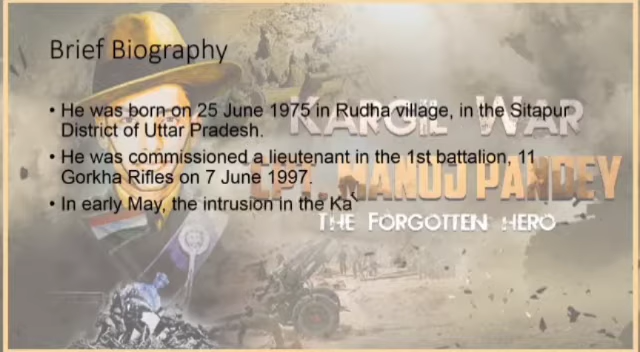 Brief Biography
• He was born on 25 June 1975 in Rudha village, in the Sitapur
District of Uttar Pradesh.
KARGIL WAR
• He was commissioned a lieutenant in the 1st battalion, 11
Gorkha Rifles on 7 June 1997.
CPT. MANOJ PANDEY
• In early May, the intrusion in the Ka
THE FORGOTTEN HERO